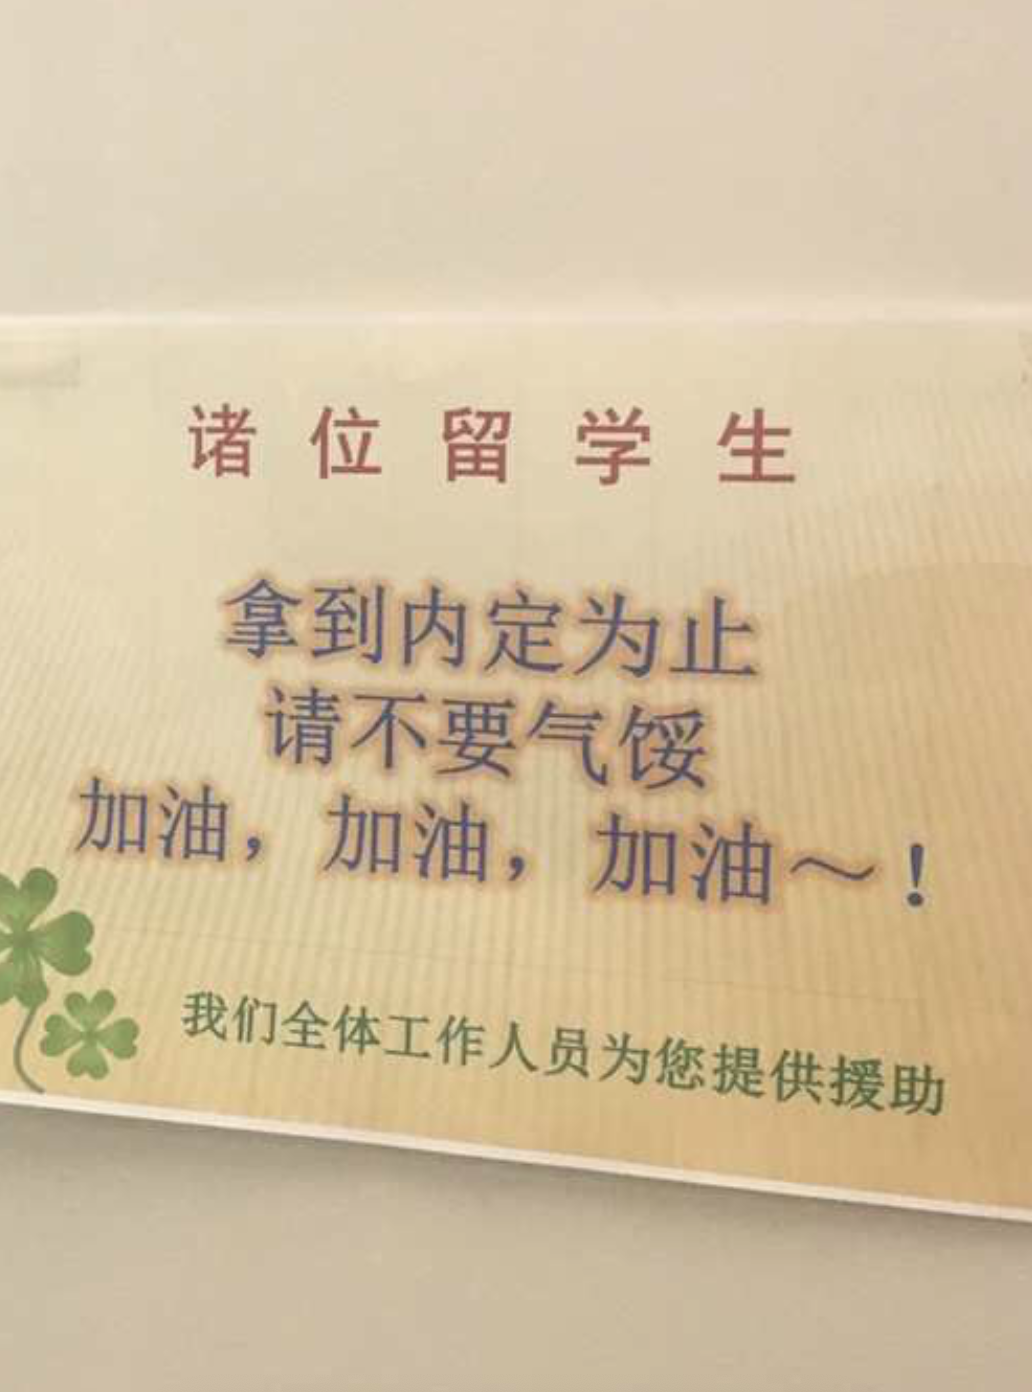 诸位留学生
拿到内定为止
请不要气馁
加油，加油，加油～！
我们全体工作人员为您提供援助